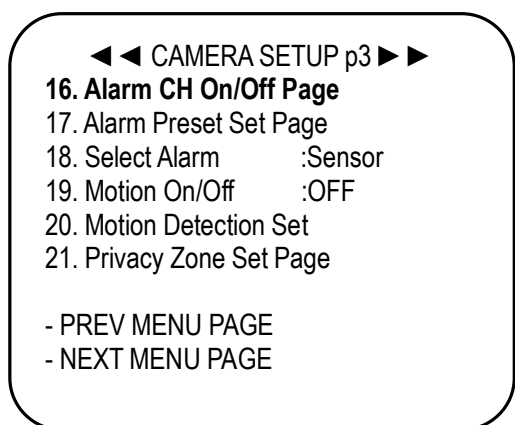 ◄◄ CAMERA SETUP p3 ►►
16. Alarm CH On/Off Page
17. Alarm Preset Set Page
18. Select Alarm :Sensor
19. Motion On/Off :OFF
20. Motion Detection Set
21. Privacy Zone Set Page
- PREV MENU PAGE
- NEXT MENU PAGE